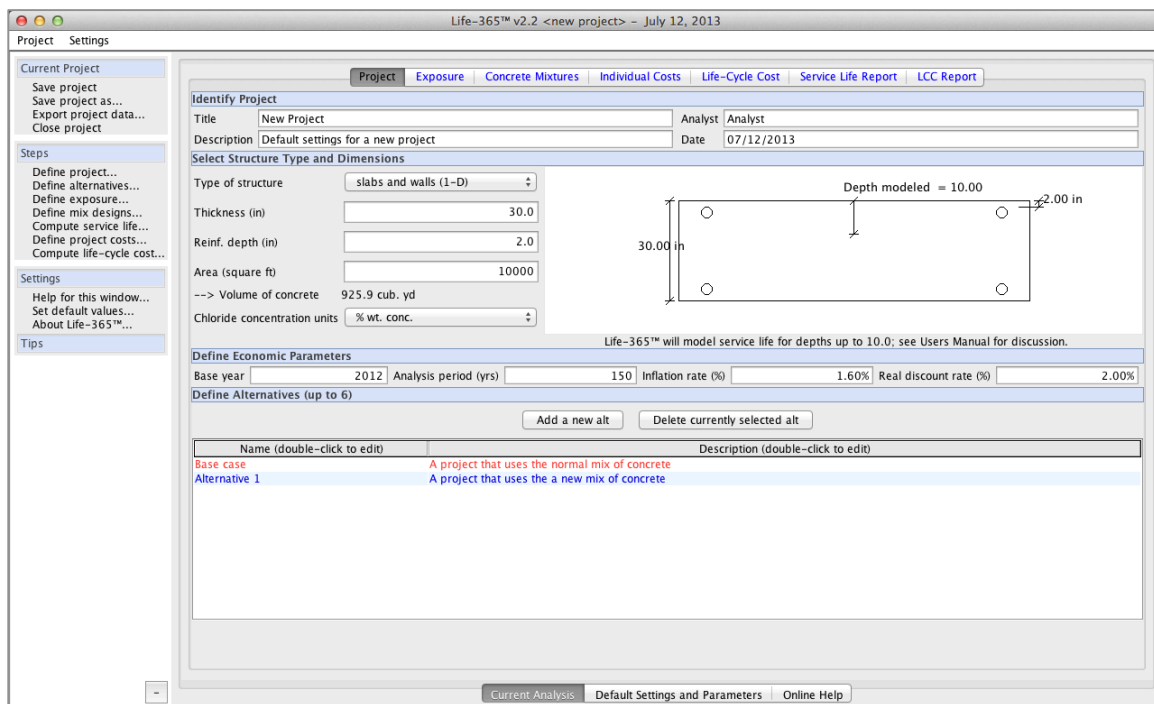 Life-365™ v2.2 <new project> – July 12, 2013
Project Settings
Current Project
Save project
Save project as...
Export project data...
Close project
Steps
Define project...
Define alternatives...
Define exposure...
Define mix designs...
Compute service life...
Define project costs...
Compute life-cycle cost...
Settings
Help for this window...
Set default values...
About Life-365™...
Tips
–
Project Exposure Concrete Mixtures Individual Costs Life-Cycle Cost Service Life Report LCC Report
Identify Project
Title New Project Analyst Analyst
Description Default settings for a new project Date 07/12/2013
Select Structure Type and Dimensions
Type of structure slabs and walls (1-D)
Thickness (in) 30.0
Reinf. depth (in) 2.0
Area (square ft) 10000
--> Volume of concrete 925.9 cub. yd
Chloride concentration units % wt. conc.
Depth modeled = 10.00
2.00 in
30.00 in
Life-365™ will model service life for depths up to 10.0; see Users Manual for discussion.
Define Economic Parameters
Base year 2012 Analysis period (yrs) 150 Inflation rate (%) 1.60% Real discount rate (%) 2.00%
Define Alternatives (up to 6)
Add a new alt Delete currently selected alt
Name (double-click to edit) Description (double-click to edit)
Base case A project that uses the normal mix of concrete
Alternative 1 A project that uses the a new mix of concrete
Current Analysis Default Settings and Parameters Online Help